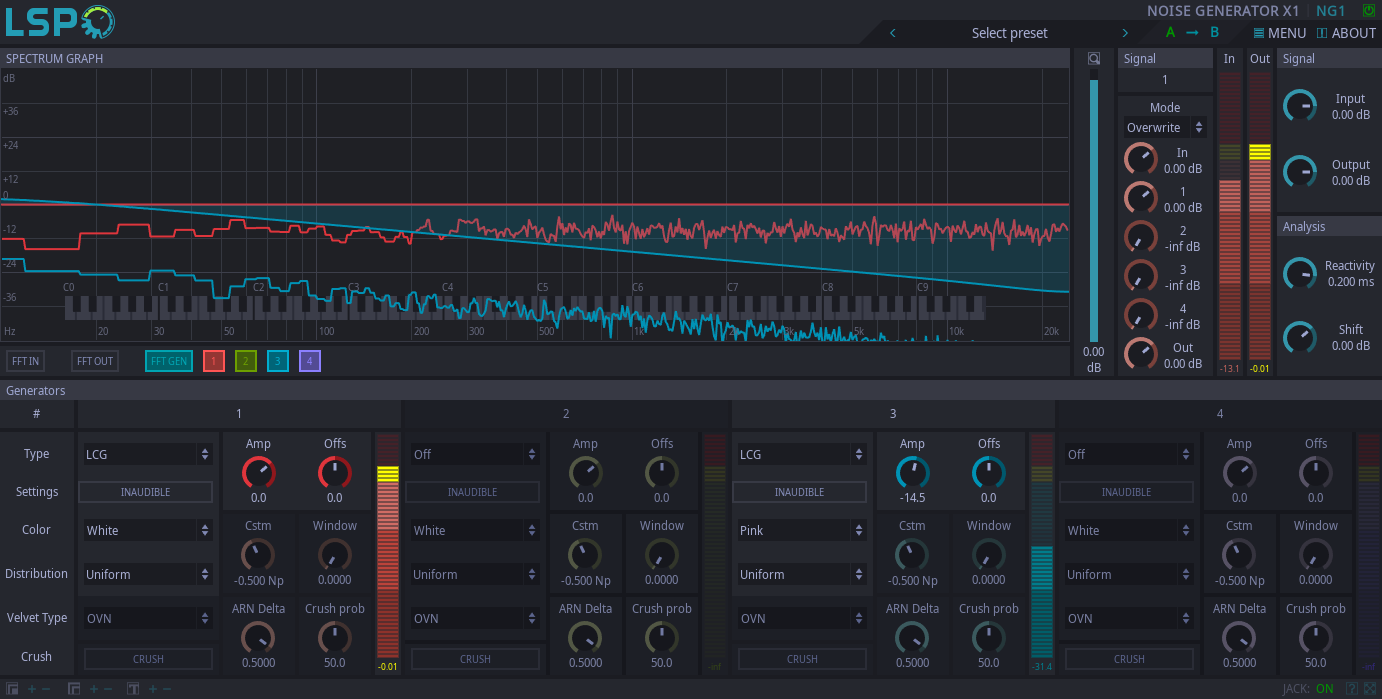 LSP
NOISE GENERATOR X1 NG1
Select preset
A B
MENU
ABOUT
SPECTRUM GRAPH
dB
+36
+24
+12
0
-12
-24
-36
C0 C1 C2 C3 C4 C5 C6 C7 C8 C9
Hz 20 30 50 100 200 300 500 1k 2k 3k 5k 10k 20k
FFT IN FFT OUT FFT GEN 1 2 3 4
0.00
dB
Signal
1
Mode
Overwrite
In
0.00 dB
1
0.00 dB
2
-inf dB
3
-inf dB
4
-inf dB
Out
0.00 dB
In Out
-13.1 -0.01
Signal
Input
0.00 dB
Output
0.00 dB
Analysis
Reactivity
0.200 ms
Shift
0.00 dB
Generators
# 1 2 3 4
Type
Settings
Color
Distribution
Velvet Type
Crush
LCG
INAUDIBLE
White
Uniform
OVN
CRUSH
Amp Offs
0.0 0.0
Cstm Window
-0.500 Np 0.0000
ARN Delta Crush prob
0.5000 50.0
-0.01
Off
INAUDIBLE
White
Uniform
OVN
CRUSH
Amp Offs
0.0 0.0
Cstm Window
-0.500 Np 0.0000
ARN Delta Crush prob
0.5000 50.0
-inf
LCG
INAUDIBLE
Pink
Uniform
OVN
CRUSH
Amp Offs
-14.5 0.0
Cstm Window
-0.500 Np 0.0000
ARN Delta Crush prob
0.5000 50.0
-31.4
Off
INAUDIBLE
White
Uniform
OVN
CRUSH
Amp Offs
0.0 0.0
Cstm Window
-0.500 Np 0.0000
ARN Delta Crush prob
0.5000 50.0
-inf
JACK: ON